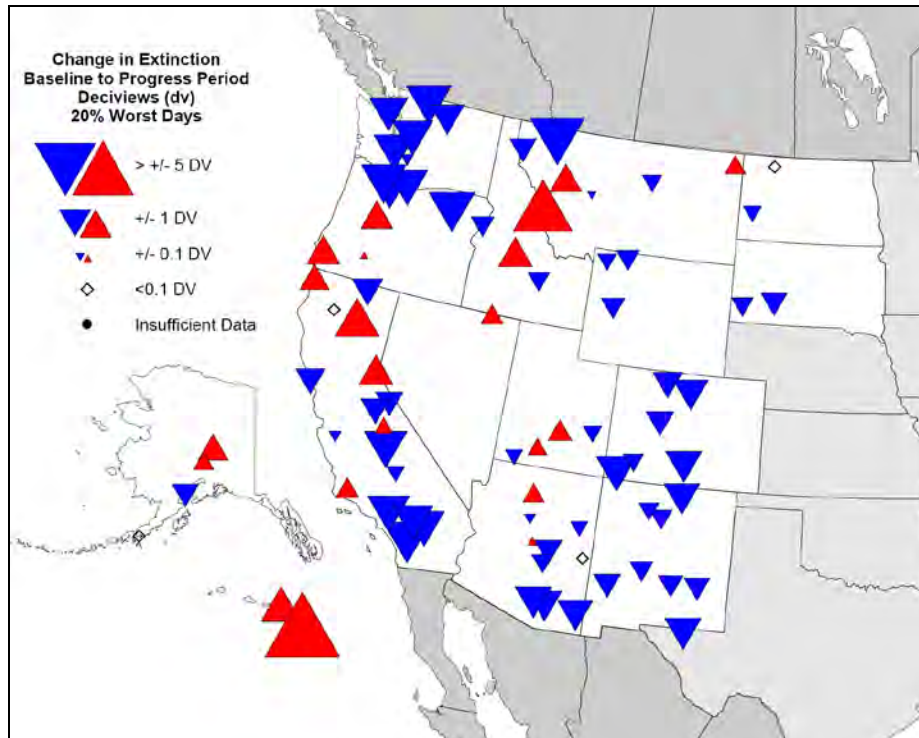 Change in Extinction
Baseline to Progress Period
Deciviews (dv)
20% Worst Days
> +/- 5 DV
+/- 1 DV
+/- 0.1 DV
<0.1 DV
Insufficient Data